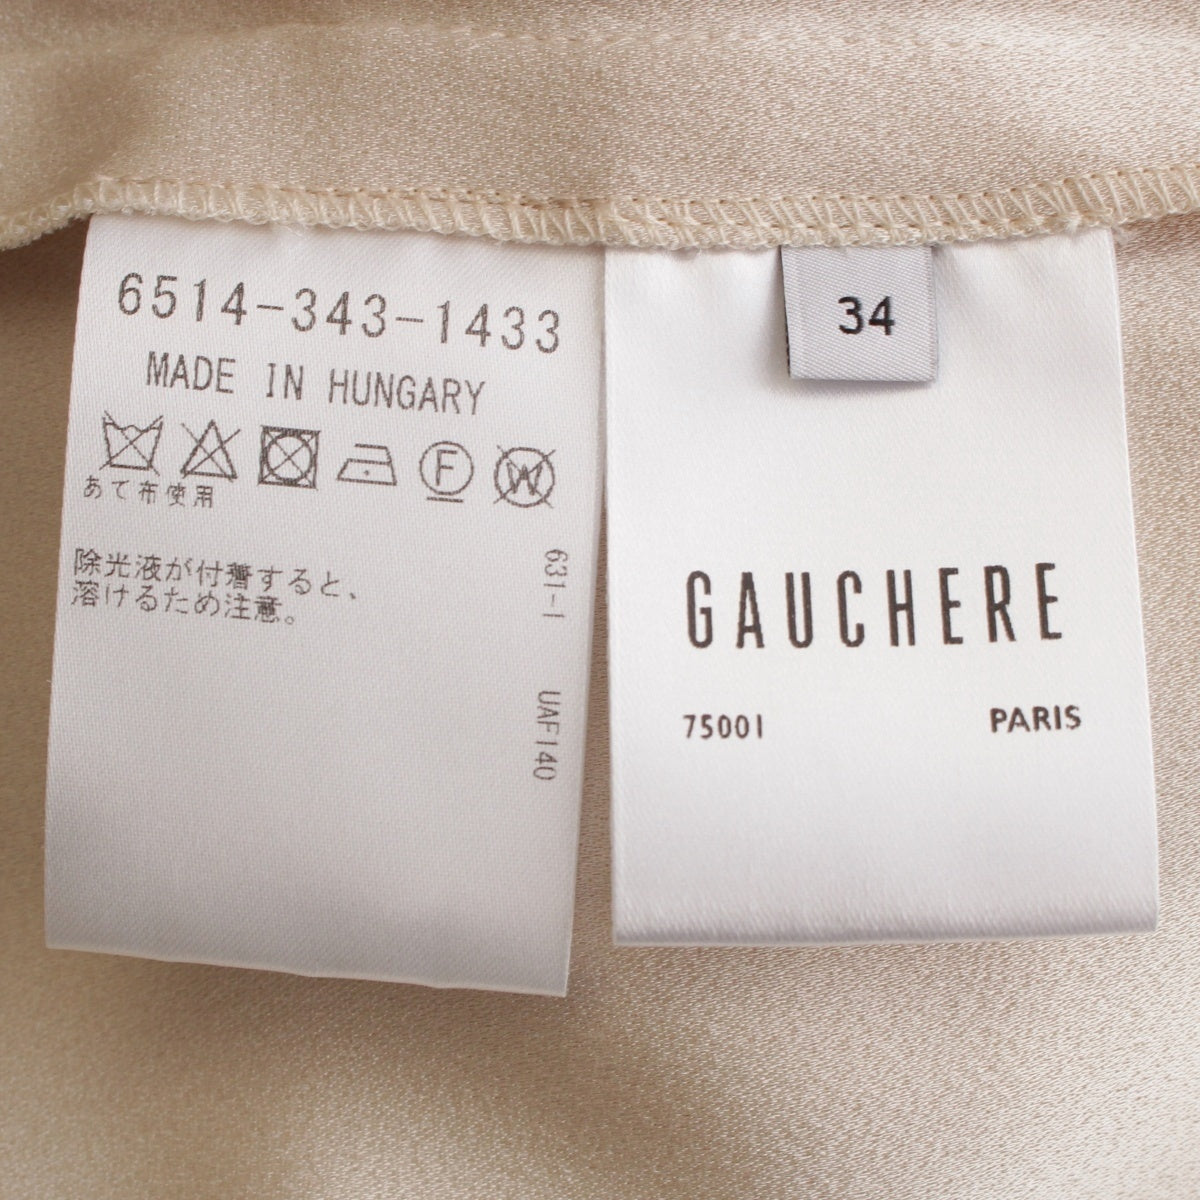 6514-343-1433
MADE IN HUNGARY
F W
あて布使用
除光液が付着すると、
溶けるため注意。
631-1 UAF140
34
GAUCHERE
75001 PARIS